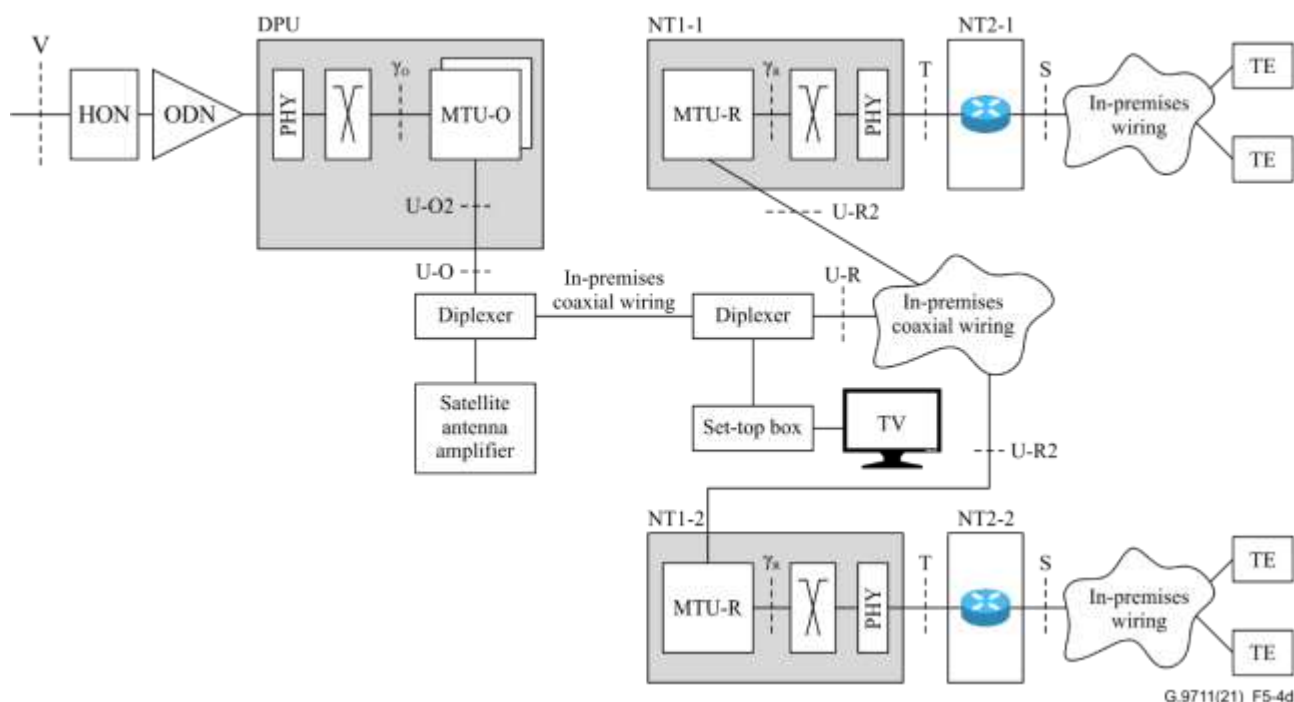 DPU
NT1-1
NT2-1
V
HON
ODN
PHY
γO
MTU-O
MTU-R
γR
PHY
T
S
In-premises
wiring
TE
TE
U-O2
U-R2
U-O
In-premises
coaxial wiring
U-R
In-premises
coaxial wiring
Diplexer
Diplexer
Satellite
antenna
amplifier
Set-top box
TV
U-R2
NT1-2
NT2-2
MTU-R
γR
PHY
T
S
In-premises
wiring
TE
TE
G.9711(21)_F5-4d